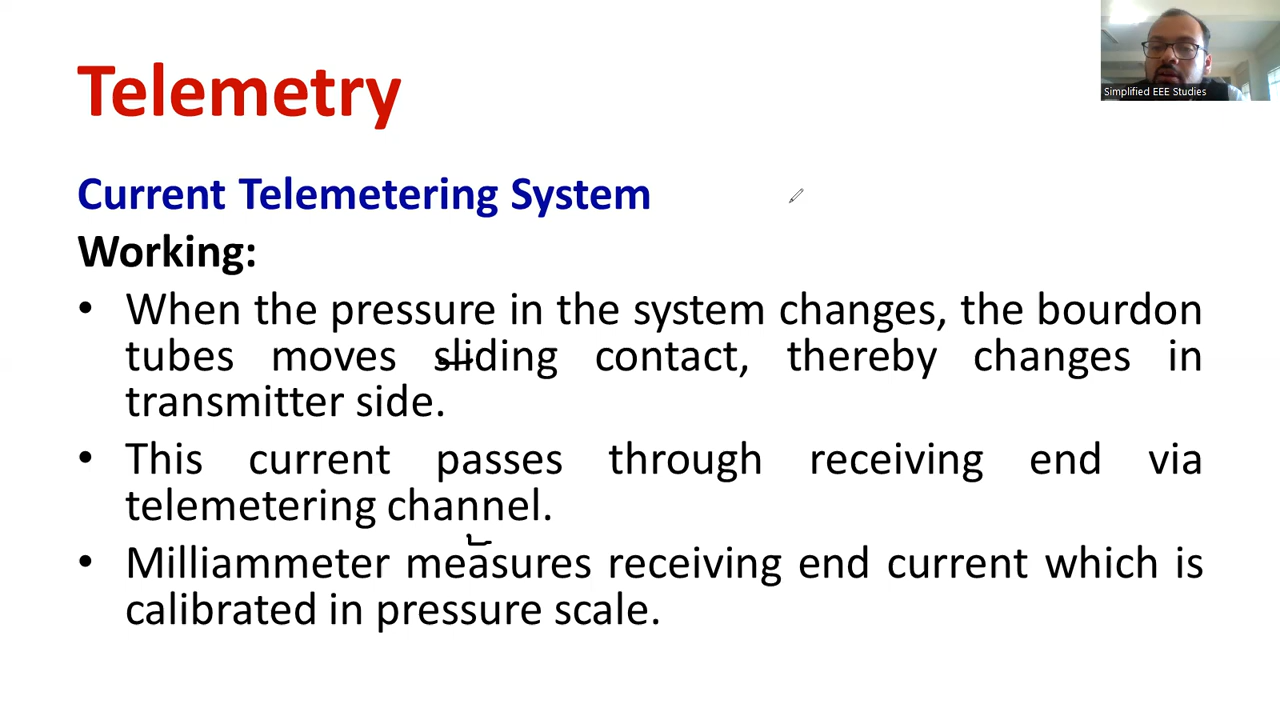 Telemetry
Simplified EEE Studies
Current Telemetering System
Working:
• When the pressure in the system changes, the bourdon
tubes moves sliding contact, thereby changes in
transmitter side.
• This current passes through receiving end via
telemetering channel.
• Milliammeter measures receiving end current which is
calibrated in pressure scale.